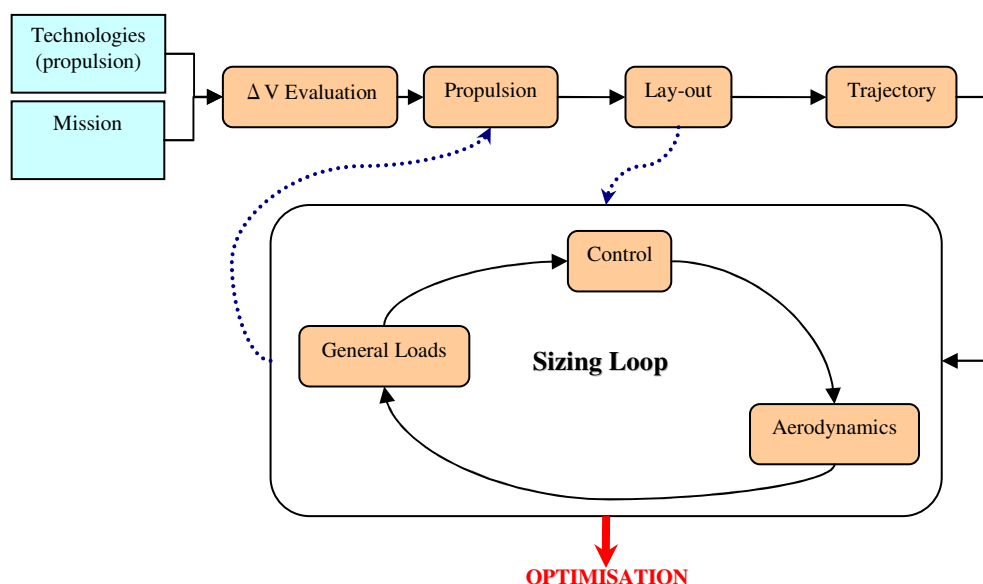 Technologies
(propulsion)
Mission
Δ V Evaluation
Propulsion
Lay-out
Trajectory
Control
General Loads
Sizing Loop
Aerodynamics
OPTIMISATION